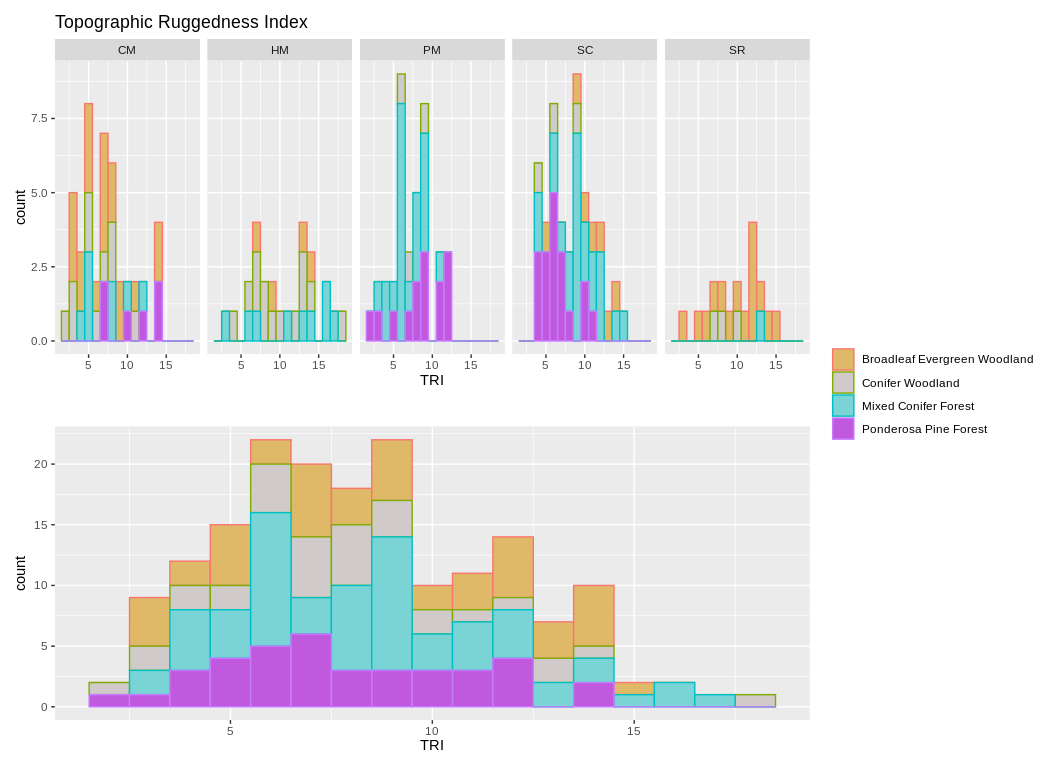 Topographic Ruggedness Index
CM HM PM SC SR
7.5
5.0
2.5
0.0
count
5 10 15 5 10 15 5 10 15 5 10 15 5 10 15
TRI
Broadleaf Evergreen Woodland
Conifer Woodland
Mixed Conifer Forest
Ponderosa Pine Forest
20
15
10
5
0
count
5 10 15
TRI